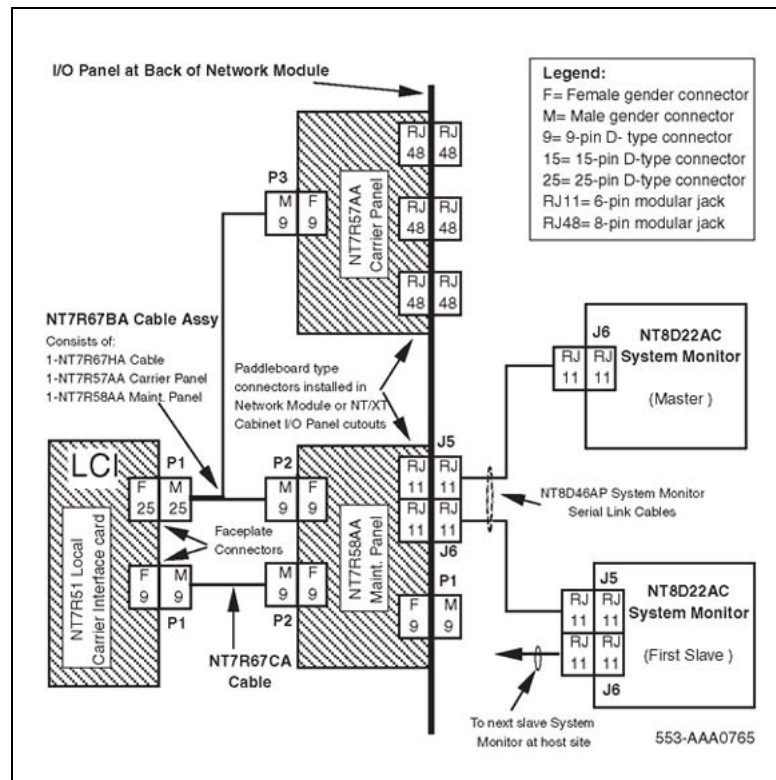 I/O Panel at Back of Network Module
Legend:
F= Female gender connector
M= Male gender connector
9= 9-pin D- type connector
15= 15-pin D-type connector
25= 25-pin D-type connector
RJ11= 6-pin modular jack
RJ48= 8-pin modular jack
P3
M
9
F
9
NT7R57AA
Carrier Panel
RJ
48
RJ
48
RJ
48
RJ
48
RJ
48
RJ
48
NT7R67BA Cable Assy
Consists of:
1-NT7R67HA Cable
1-NT7R57AA Carrier Panel
1-NT7R58AA Maint. Panel
Paddleboard type
connectors installed in
Network Module or NT/XT
Cabinet I/O Panel cutouts
J6
RJ
11
RJ
11
NT8D22AC
System Monitor
(Master)
LCI
NT7R51 Local
Carrier Interface card
P1
F
25
M
25
Faceplate
Connectors
F
9
M
9
P1
NT7R67CA
Cable
P2
M
9
F
9
M
9
F
9
P2
NT7R58AA
Maint. Panel
J5
RJ
11
RJ
11
RJ
11
RJ
11
J6
P1
F
9
M
9
NT8D46AP System Monitor
Serial Link Cables
J5
RJ
11
RJ
11
RJ
11
RJ
11
J6
NT8D22AC
System Monitor
(First Slave)
To next slave System
Monitor at host site
553-AAA0765